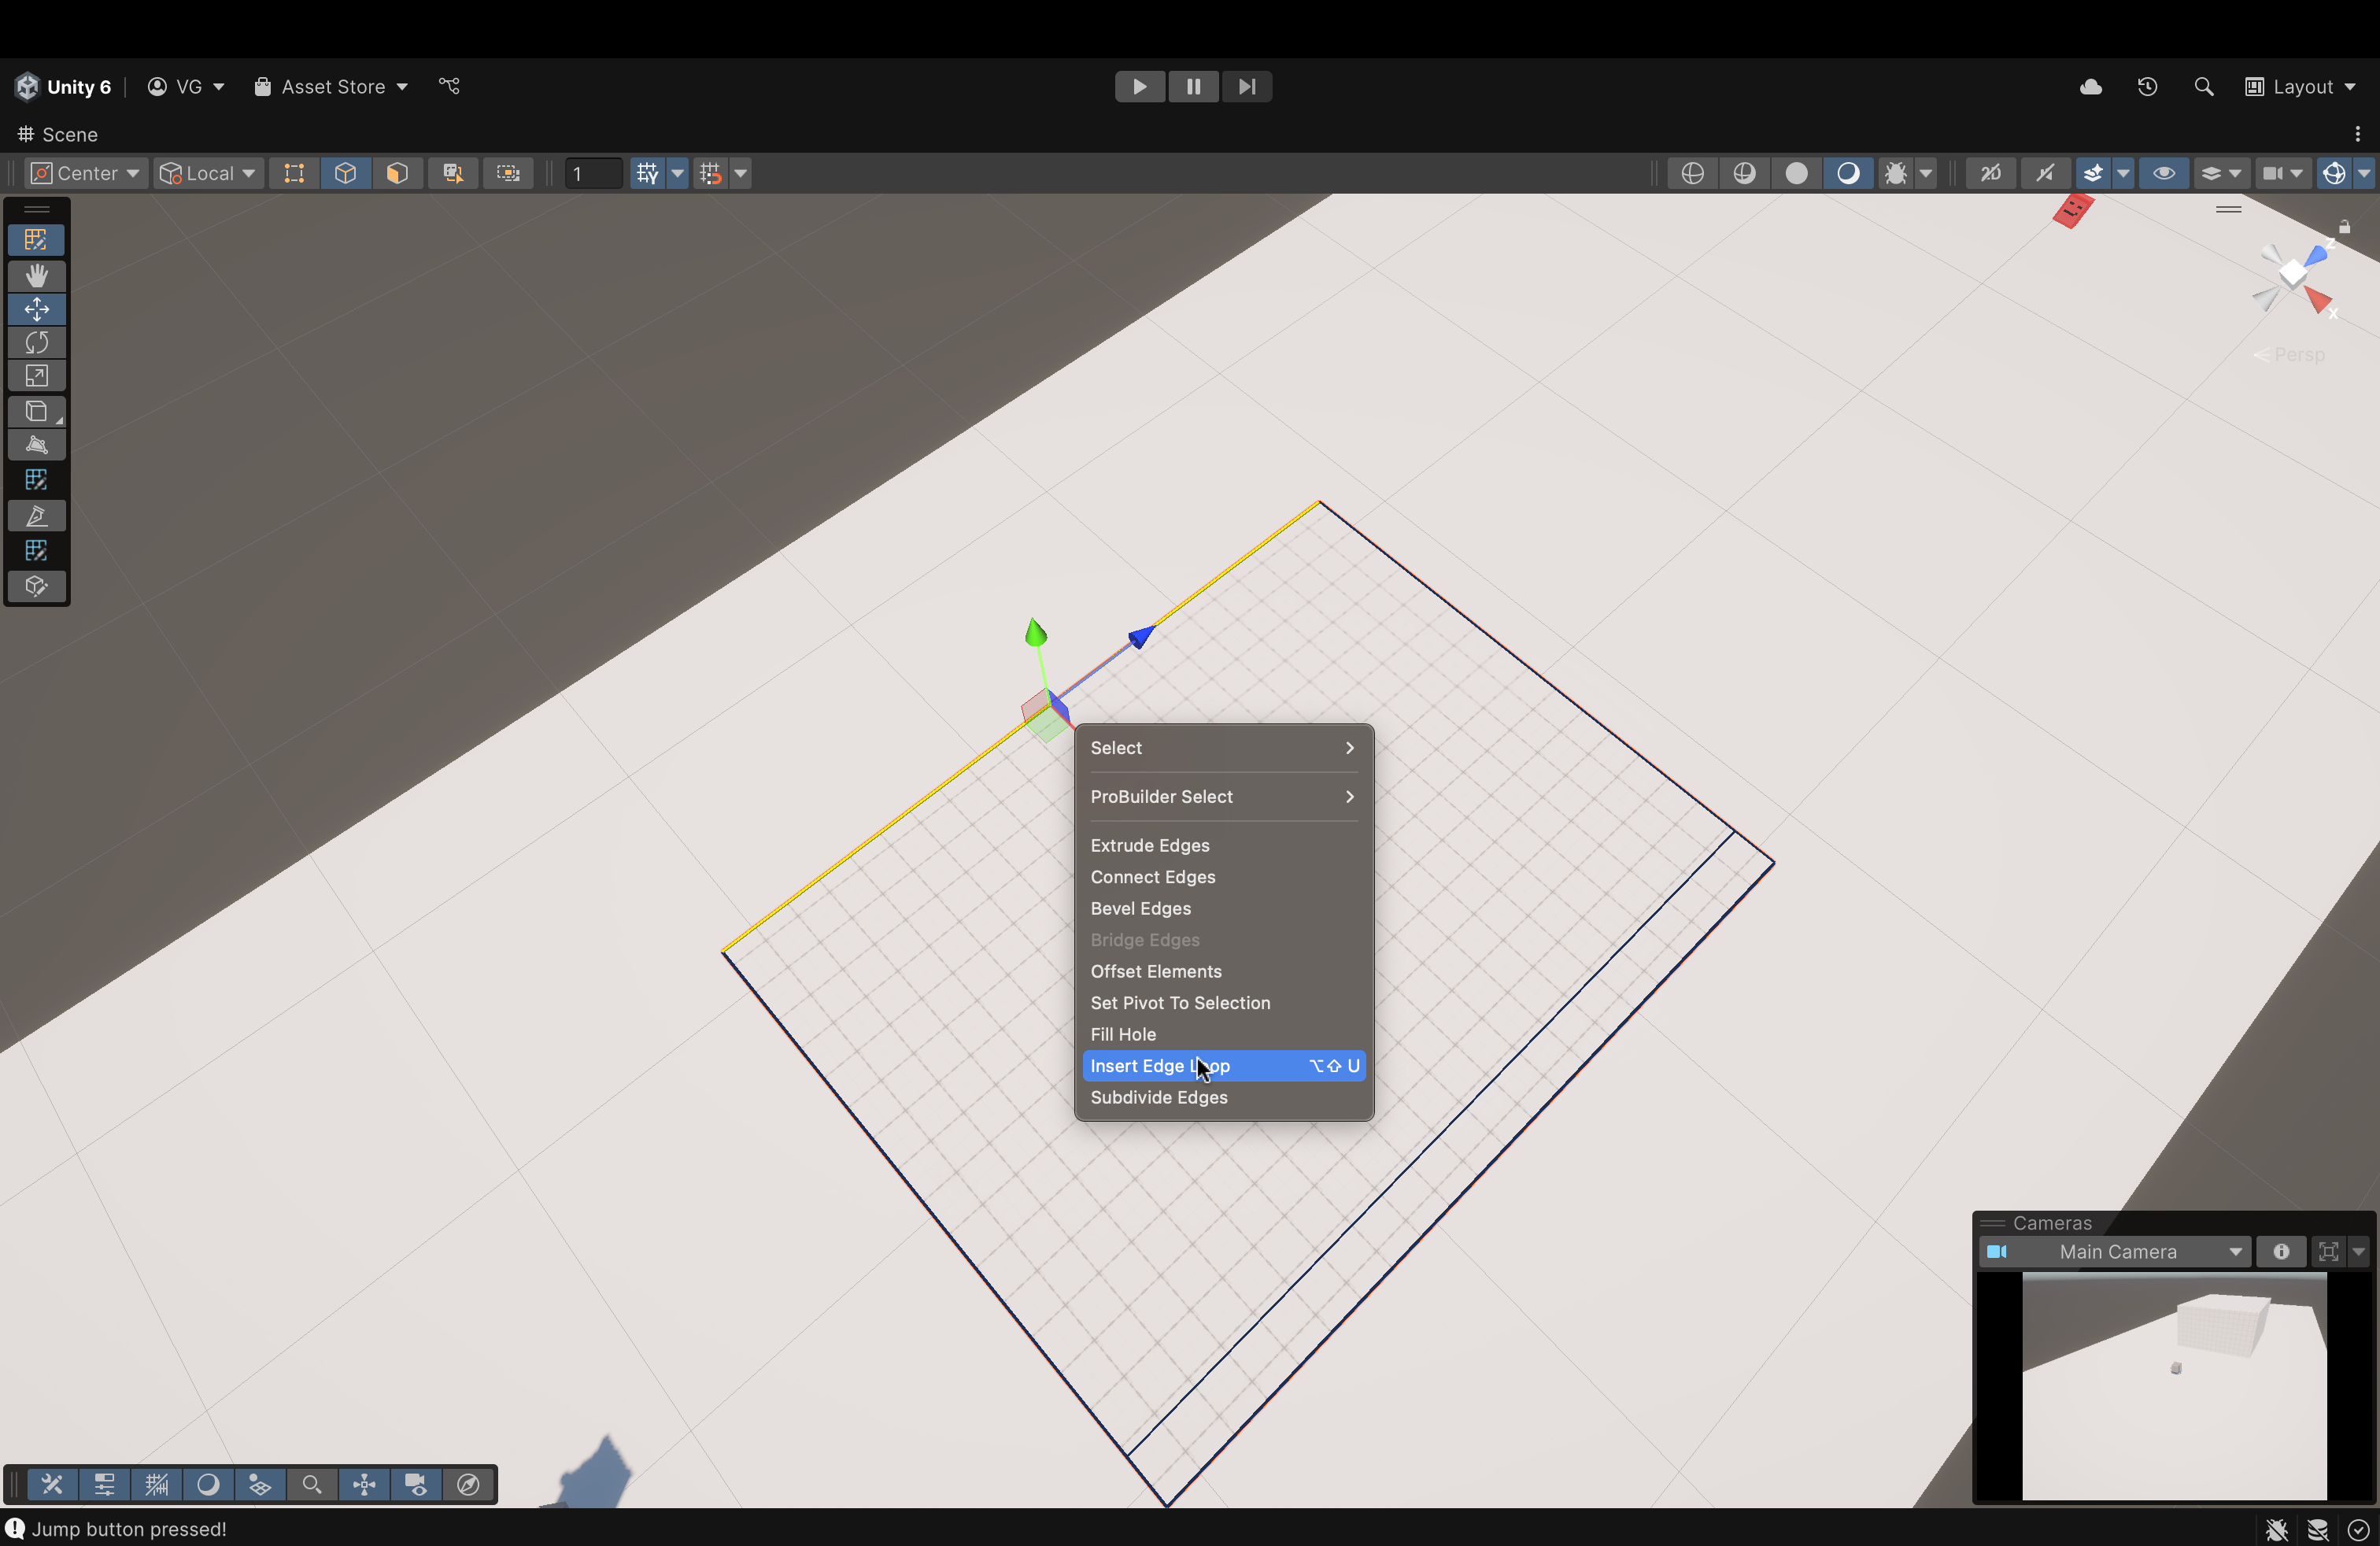 Unity 6 VG Asset Store Layout
Scene
Center Local 1 2D
Z
X
Persp
Select
ProBuilder Select
Extrude Edges
Connect Edges
Bevel Edges
Bridge Edges
Offset Elements
Set Pivot To Selection
Fill Hole
Insert Edge Loop ⌥⇧ U
Subdivide Edges
Cameras
Main Camera
Jump button pressed!